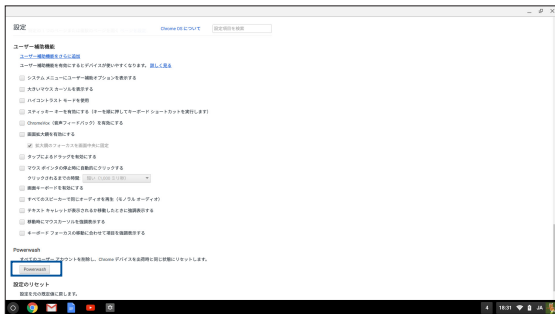 設定
Chrome OS について
設定項目を検索
ユーザー補助機能
ユーザー補助機能をさらに追加
ユーザー補助機能を有効にするとデバイスが使いやすくなります。 詳しく見る
システム メニューにユーザー補助オプションを表示する
大きいマウス カーソルを表示する
ハイコントラスト モードを使用
スティッキー キーを有効にする（キーを順に押してキーボード ショートカットを実行します）
ChromeVox（音声フィードバック）を有効にする
画面拡大鏡を有効にする
拡大鏡のフォーカスを画面中央に設定
タップによるドラッグを有効にする
マウス ポインタの停止時に自動的にクリックする
クリックされるまでの時間:
画面キーボードを有効にする
すべてのスピーカーで同じオーディオを再生（モノラル オーディオ）
テキスト キャレットが表示されるか移動したときに強調表示する
移動時にマウスカーソルを強調表示する
キーボード フォーカスの移動に合わせて項目を強調表示する
Powerwash
すべてのユーザー アカウントを削除し、Chrome デバイスを出荷時と同じ状態にリセットします。
Powerwash
設定のリセット
設定を元の既定値に戻します。
4 18:31 JA